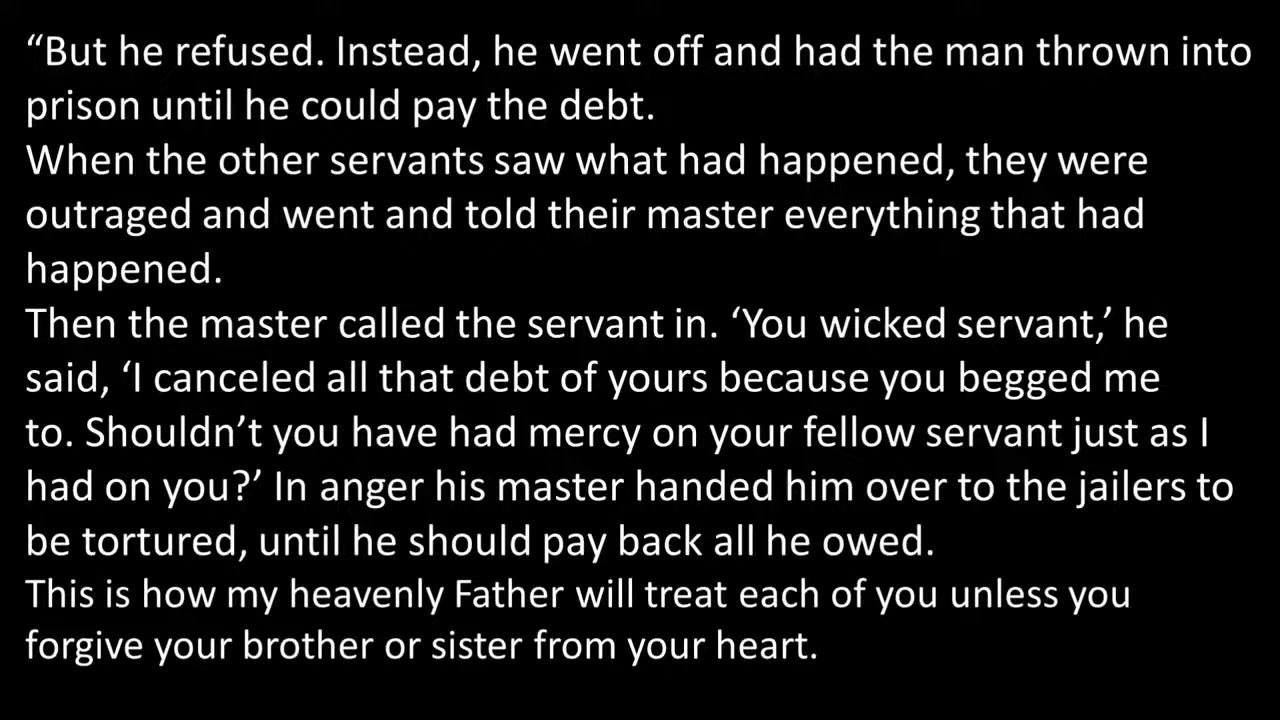 “But he refused. Instead, he went off and had the man thrown into
prison until he could pay the debt.
When the other servants saw what had happened, they were
outraged and went and told their master everything that had
happened.
Then the master called the servant in. ‘You wicked servant,’ he
said, ‘I canceled all that debt of yours because you begged me
to. Shouldn’t you have had mercy on your fellow servant just as I
had on you?’ In anger his master handed him over to the jailers to
be tortured, until he should pay back all he owed.
This is how my heavenly Father will treat each of you unless you
forgive your brother or sister from your heart.